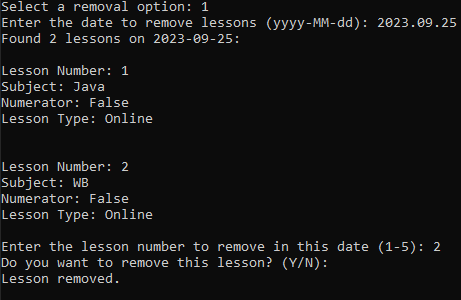 Select a removal option: 1
Enter the date to remove lessons (yyyy-MM-dd): 2023.09.25
Found 2 lessons on 2023-09-25:
Lesson Number: 1
Subject: Java
Numerator: False
Lesson Type: Online
Lesson Number: 2
Subject: WB
Numerator: False
Lesson Type: Online
Enter the lesson number to remove in this date (1-5): 2
Do you want to remove this lesson? (Y/N):
Lesson removed.